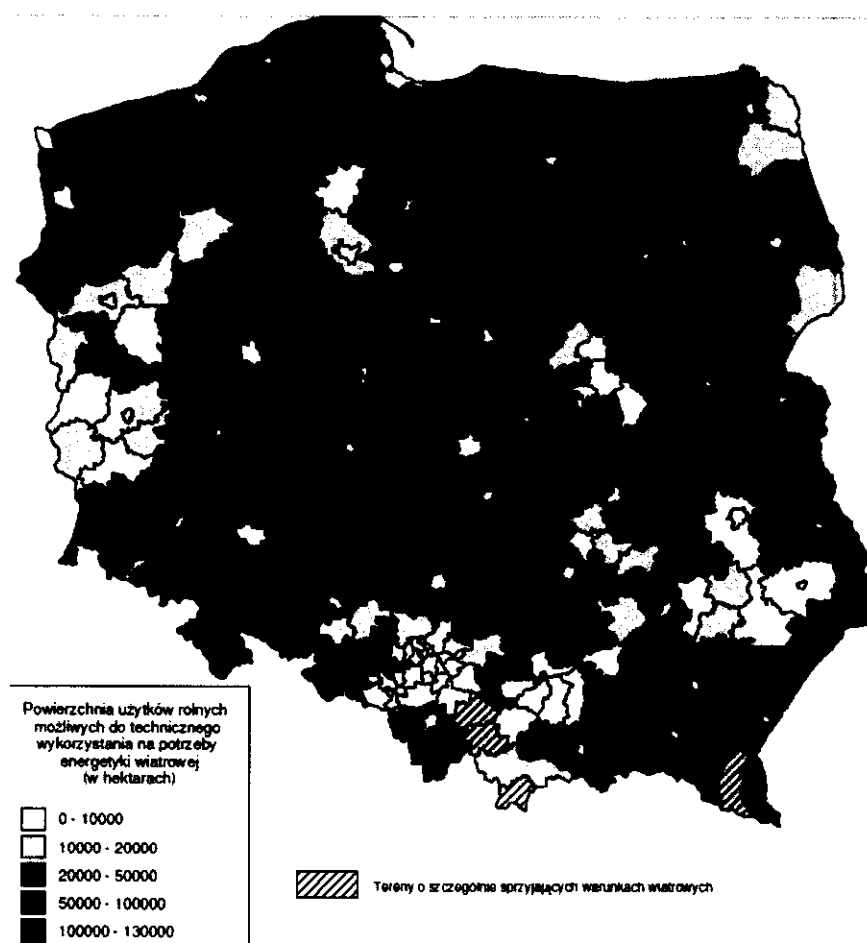 Powierzchnia użytków rolnych
możliwych do technicznego
wykorzystania na potrzeby
energetyki wiatrowej
(w hektarach)
0 - 10000
10000 - 20000
20000 - 50000
50000 - 100000
100000 - 130000
Tereny o szczególnie sprzyjających warunkach wiatrowych